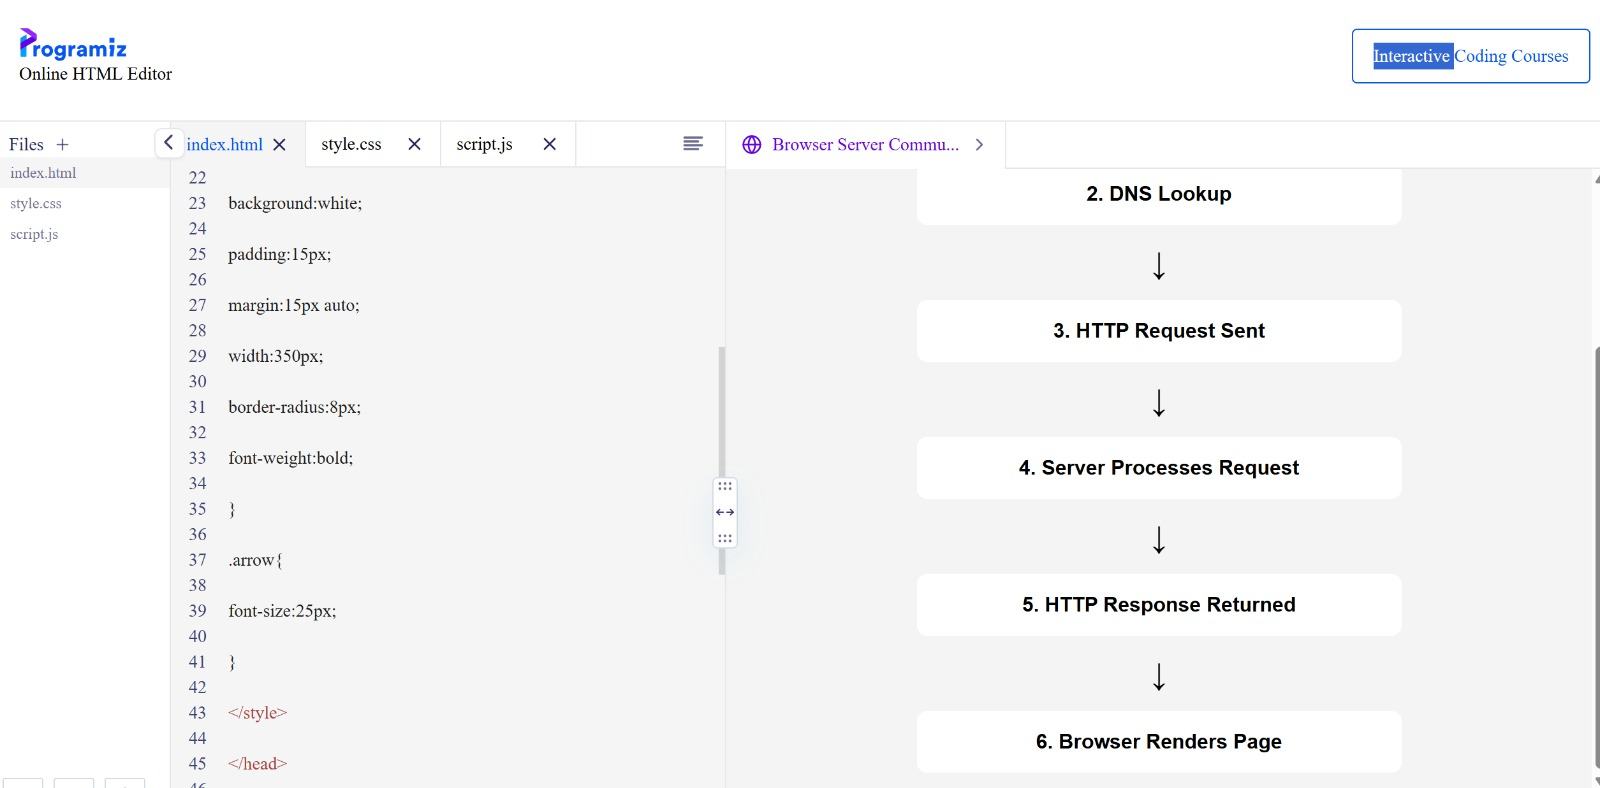 Programiz
Online HTML Editor
Interactive Coding Courses
Files +
index.html
style.css
script.js
index.html
style.css
script.js
Browser Server Commu...
22
23 background:white;
24
25 padding:15px;
26
27 margin:15px auto;
28
29 width:350px;
30
31 border-radius:8px;
32
33 font-weight:bold;
34
35 }
36
37 .arrow{
38
39 font-size:25px;
40
41 }
42
43 </style>
44
45 </head>
2. DNS Lookup
↓
3. HTTP Request Sent
↓
4. Server Processes Request
↓
5. HTTP Response Returned
↓
6. Browser Renders Page